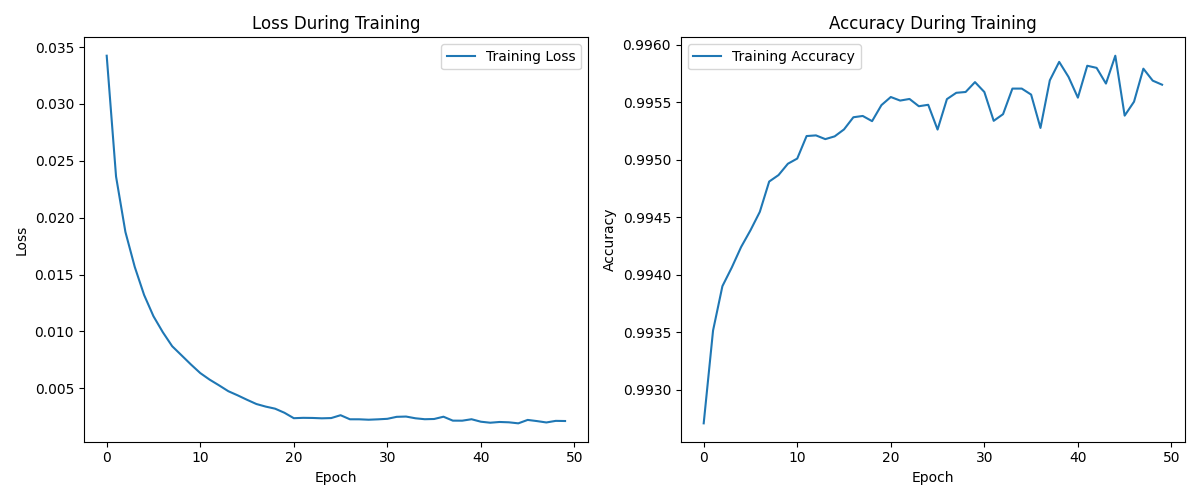 Loss During Training
0.035
0.030
0.025
0.020
0.015
0.010
0.005
Loss
Training Loss
0 10 20 30 40 50
Epoch
Accuracy During Training
0.9960
0.9955
0.9950
0.9945
0.9940
0.9935
0.9930
Accuracy
Training Accuracy
0 10 20 30 40 50
Epoch